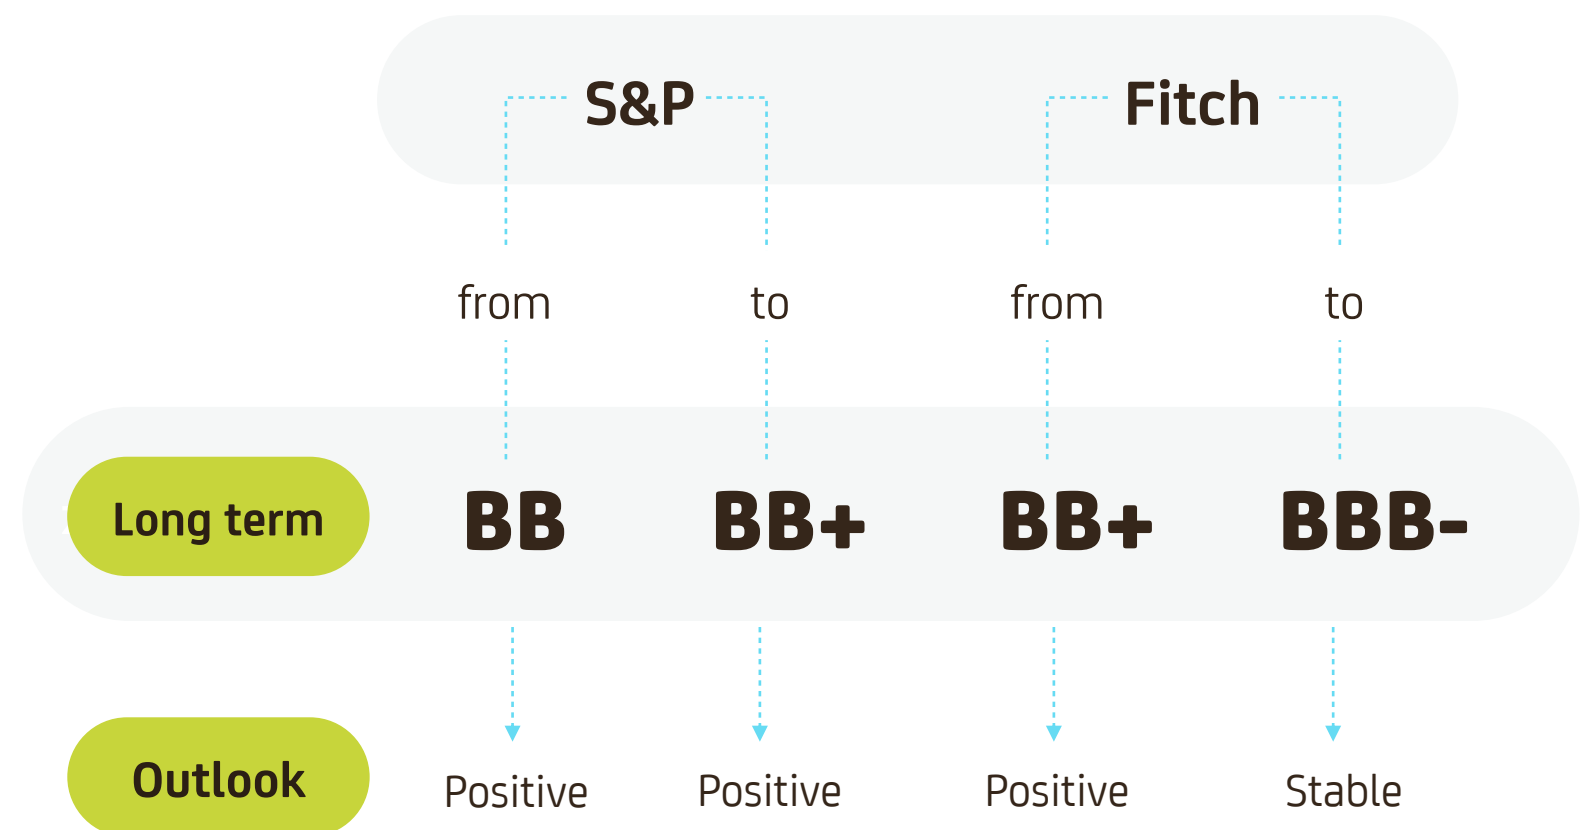 S&P Fitch
from to from to
Long term BB BB+ BB+ BBB-
Outlook Positive Positive Positive Stable